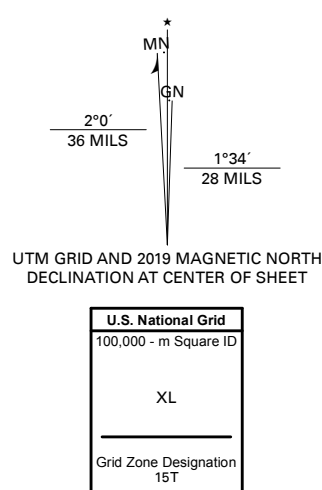 MN
GN
2°0´
36 MILS
1°34´
28 MILS
UTM GRID AND 2019 MAGNETIC NORTH
DECLINATION AT CENTER OF SHEET
U.S. National Grid
100,000 - m Square ID
XL
Grid Zone Designation
15T